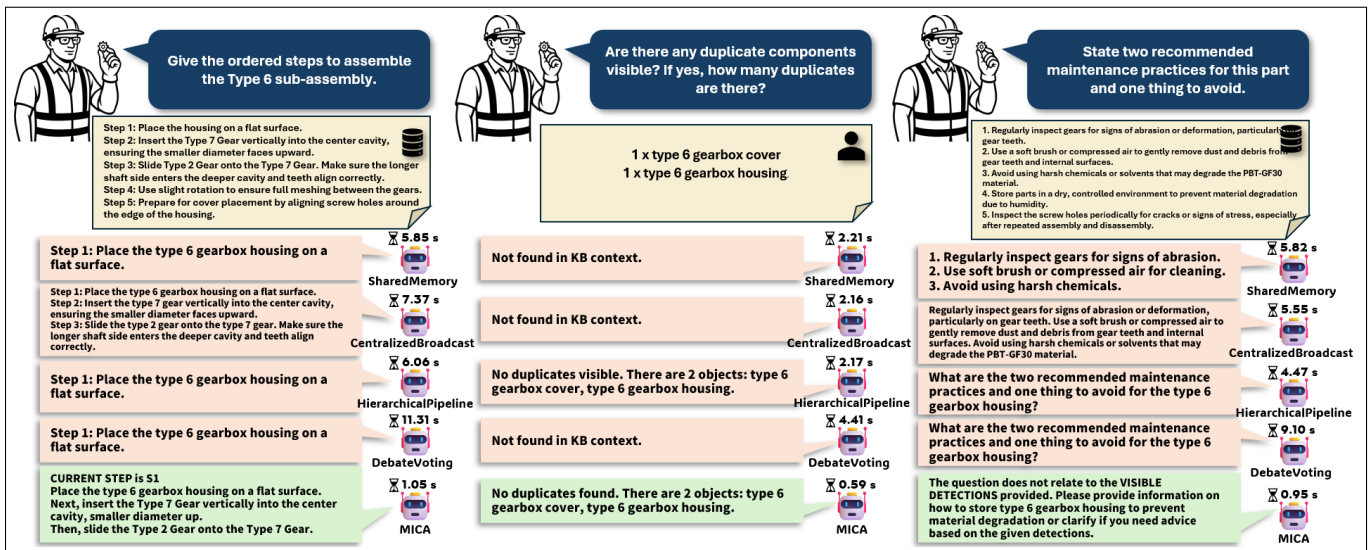 Give the ordered steps to assemble
the Type 6 sub-assembly.
Step 1: Place the housing on a flat surface.
Step 2: Insert the Type 7 Gear vertically into the center cavity,
ensuring the smaller diameter faces upward.
Step 3: Slide Type 2 Gear onto the Type 7 Gear. Make sure the longer
shaft side enters the deeper cavity and teeth align correctly.
Step 4: Use slight rotation to ensure full meshing between the gears.
Step 5: Prepare for cover placement by aligning screw holes around
the edge of the housing.
Step 1: Place the type 6 gearbox housing on a
flat surface.
5.85 s
SharedMemory
Step 1: Place the type 6 gearbox housing on a flat surface.
Step 2: Insert the type 7 gear vertically into the center cavity,
ensuring the smaller diameter faces upward.
Step 3: Slide the type 2 gear onto the type 7 gear. Make sure the
longer shaft side enters the deeper cavity and teeth align
correctly.
7.37 s
CentralizedBroadcast
Step 1: Place the type 6 gearbox housing on a
flat surface.
6.06 s
HierarchicalPipeline
Step 1: Place the type 6 gearbox housing on a
flat surface.
11.31 s
DebateVoting
CURRENT STEP is S1
Place the type 6 gearbox housing on a flat surface.
Next, insert the Type 7 Gear vertically into the center
cavity, smaller diameter up.
Then, slide the Type 2 Gear onto the Type 7 Gear.
1.05 s
MICA
Are there any duplicate components
visible? If yes, how many duplicates
are there?
1 x type 6 gearbox cover
1 x type 6 gearbox housing
Not found in KB context.
2.21 s
SharedMemory
Not found in KB context.
2.16 s
CentralizedBroadcast
No duplicates visible. There are 2 objects: type 6
gearbox cover, type 6 gearbox housing.
2.17 s
HierarchicalPipeline
Not found in KB context.
4.41 s
DebateVoting
No duplicates found. There are 2 objects: type 6
gearbox cover, type 6 gearbox housing.
0.59 s
MICA
State two recommended
maintenance practices for this part
and one thing to avoid.
1. Regularly inspect gears for signs of abrasion or deformation, particularly
gear teeth.
2. Use a soft brush or compressed air to gently remove dust and debris from
gear teeth and internal surfaces.
3. Avoid using harsh chemicals or solvents that may degrade the PBT-GF30
material.
4. Store parts in a dry, controlled environment to prevent material degradation
due to humidity.
5. Inspect the screw holes periodically for cracks or signs of stress, especially
after repeated assembly and disassembly.
1. Regularly inspect gears for signs of abrasion.
2. Use soft brush or compressed air for cleaning.
3. Avoid using harsh chemicals.
5.82 s
SharedMemory
Regularly inspect gears for signs of abrasion or deformation,
particularly on gear teeth. Use a soft brush or compressed air to
gently remove dust and debris from gear teeth and internal
surfaces. Avoid using harsh chemicals or solvents that may
degrade the PBT-GF30 material.
5.55 s
CentralizedBroadcast
What are the two recommended maintenance
practices and one thing to avoid for the type 6
gearbox housing?
4.47 s
HierarchicalPipeline
What are the two recommended maintenance
practices and one thing to avoid for the type 6
gearbox housing?
9.10 s
DebateVoting
The question does not relate to the VISIBLE
DETECTIONS provided. Please provide information on
how to store type 6 gearbox housing to prevent
material degradation or clarify if you need advice
based on the given detections.
0.95 s
MICA